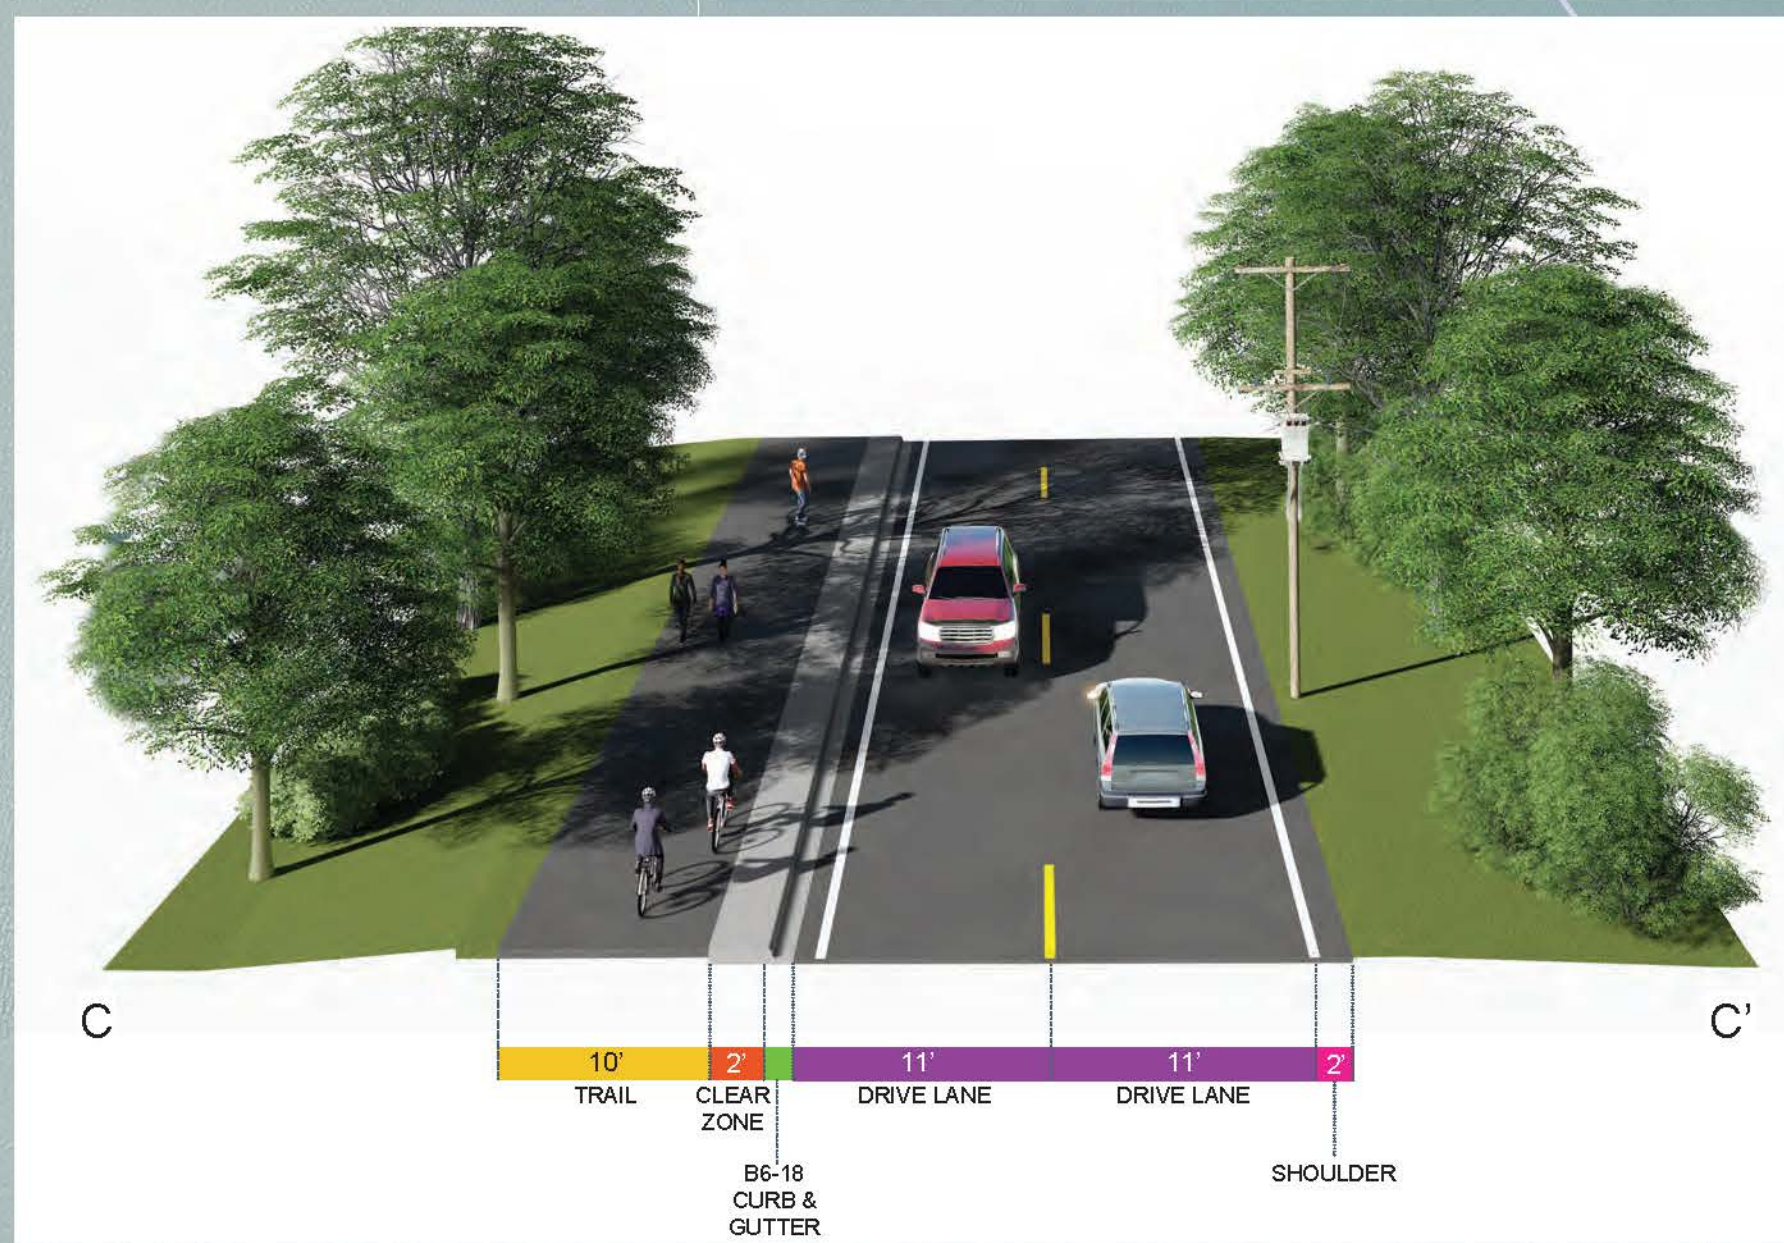 C
C'
10'
2'
11'
11'
2'
TRAIL
CLEAR
ZONE
DRIVE LANE
DRIVE LANE
B6-18
CURB &
GUTTER
SHOULDER